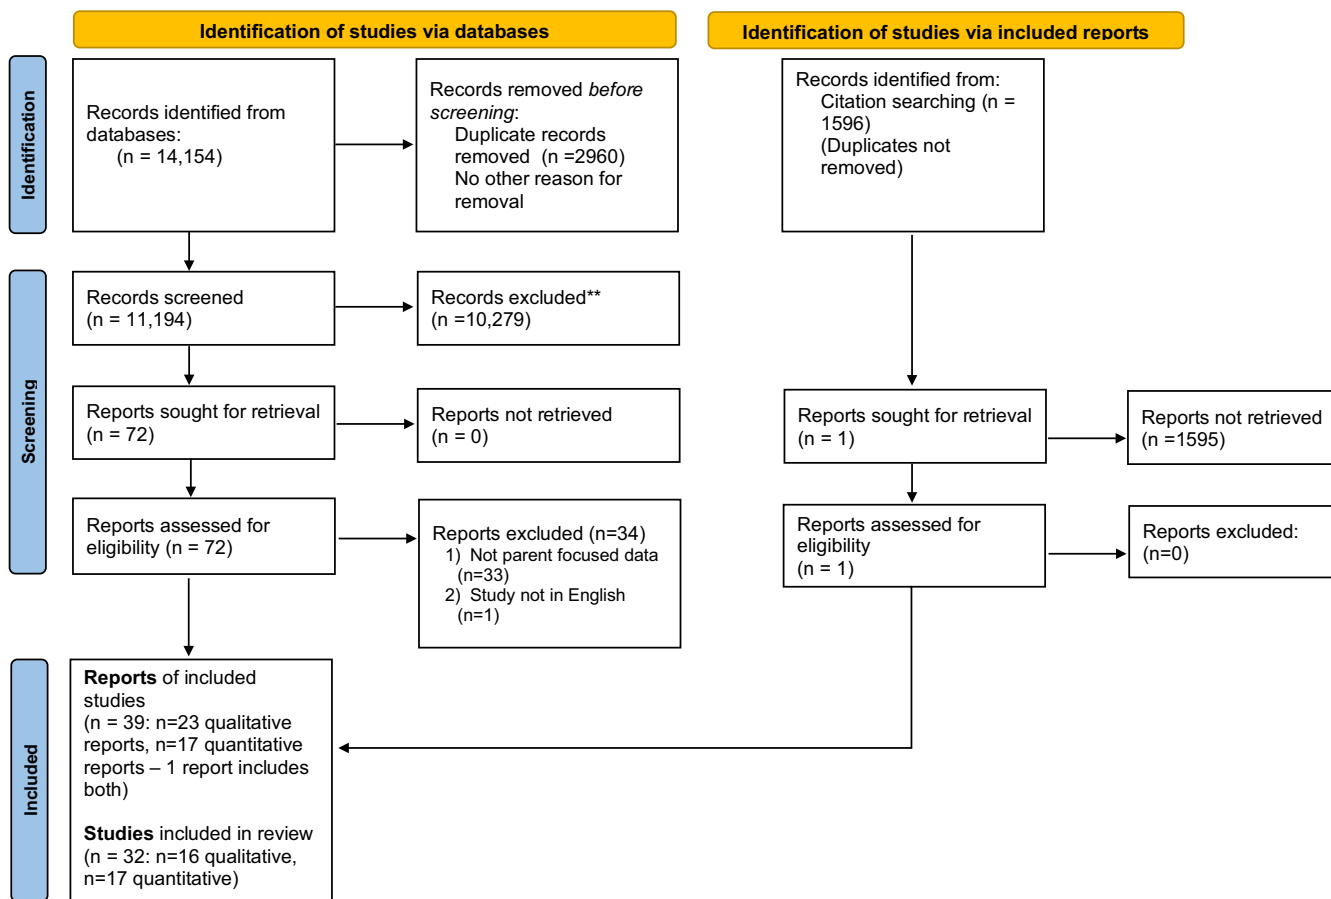 Identification of studies via databases
Identification of studies via included reports
Identification
Records identified from
databases:
(n = 14,154)
Records removed before
screening:
Duplicate records
removed  (n =2960)
No other reason for
removal
Records identified from:
Citation searching (n =
1596)
(Duplicates not
removed)
Screening
Records screened
(n = 11,194)
Records excluded**
(n =10,279)
Reports sought for retrieval
(n = 72)
Reports not retrieved
(n = 0)
Reports sought for retrieval
(n = 1)
Reports not retrieved
(n =1595)
Reports assessed for
eligibility (n = 72)
Reports excluded (n=34)
1) Not parent focused data
(n=33)
2) Study not in English
(n=1)
Reports assessed for
eligibility
(n = 1)
Reports excluded:
(n=0)
Included
Reports of included
studies
(n = 39: n=23 qualitative
reports, n=17 quantitative
reports – 1 report includes
both)
Studies included in review
(n = 32: n=16 qualitative,
n=17 quantitative)